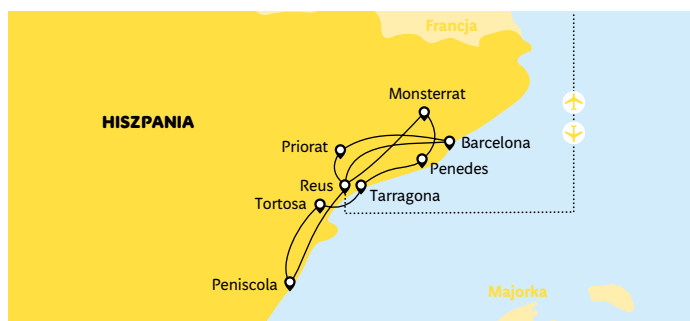 Francja
Monsterrat
HISZPANIA
Barcelona
Priorat
Penedes
Reus
Tarragona
Tortosa
Peniscola
Majorka